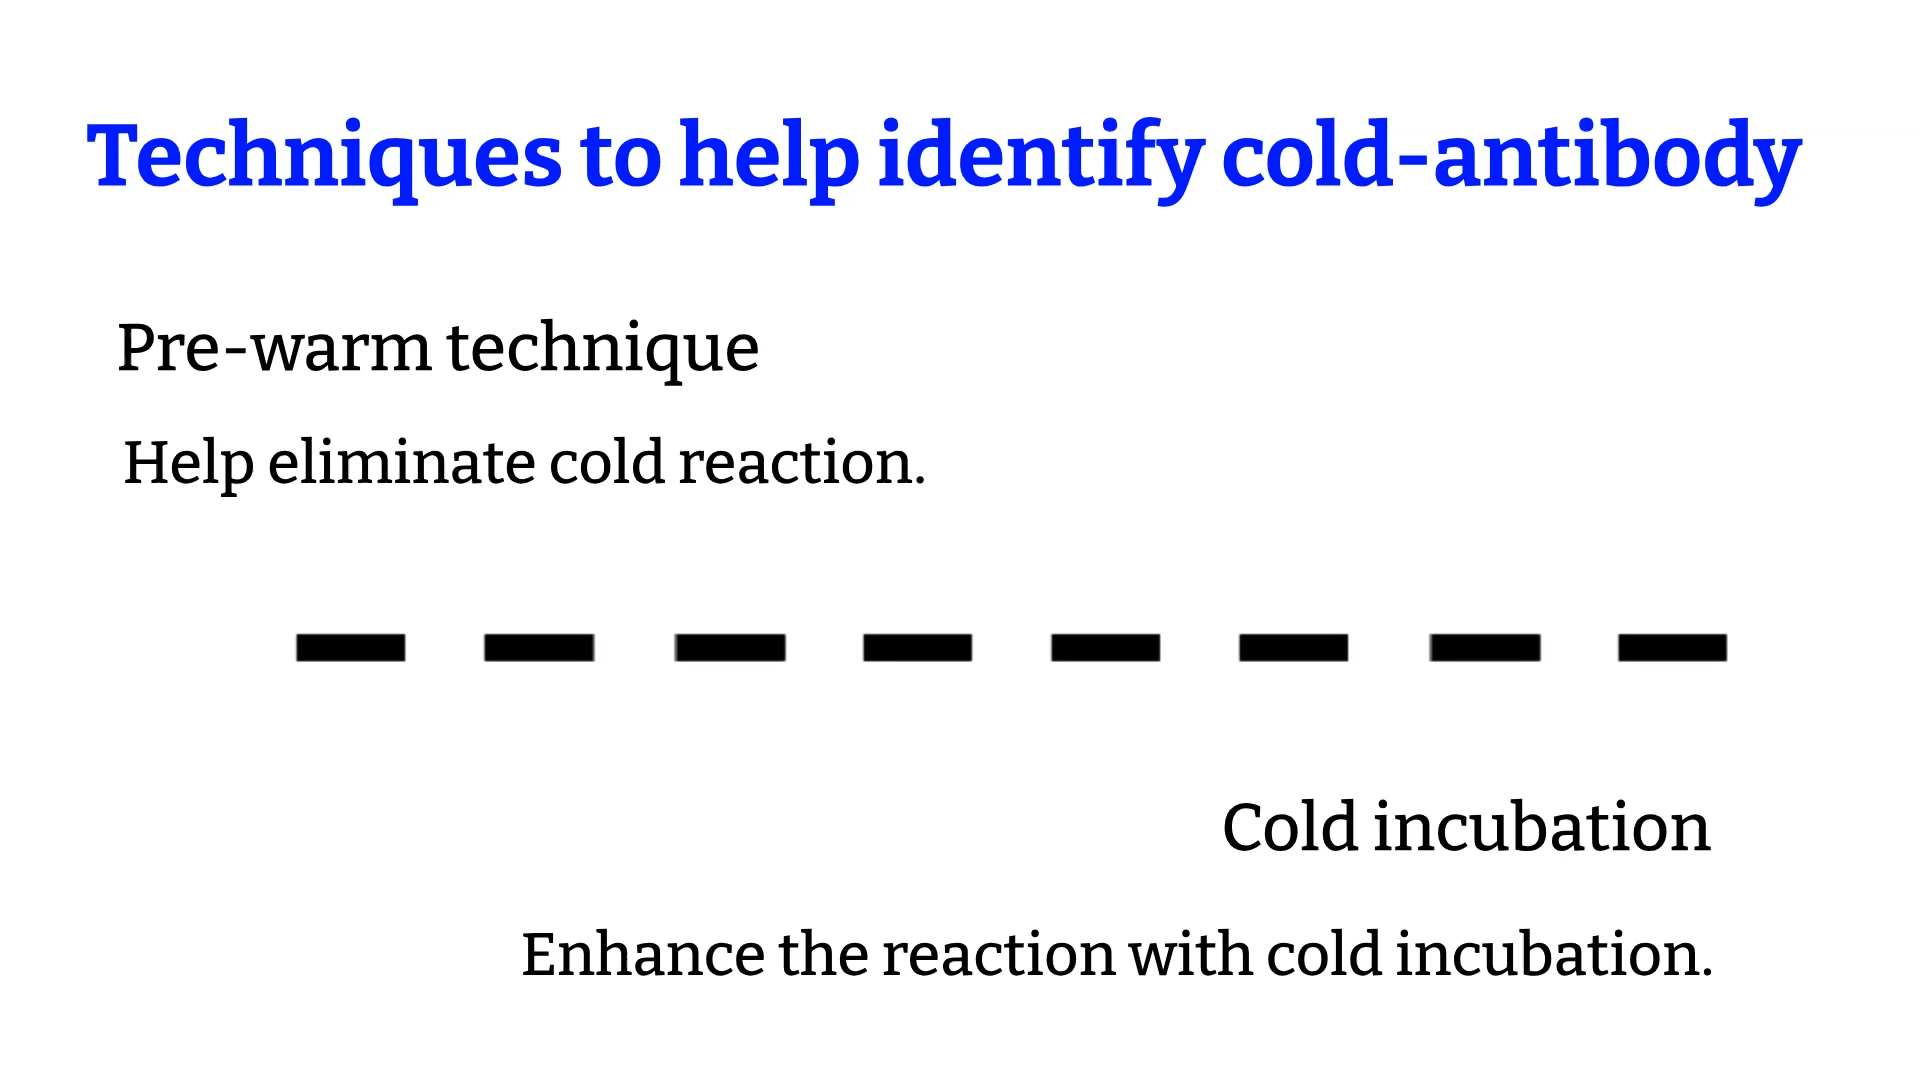 Techniques to help identify cold-antibody
Pre-warm technique
Help eliminate cold reaction.
Cold incubation
Enhance the reaction with cold incubation.